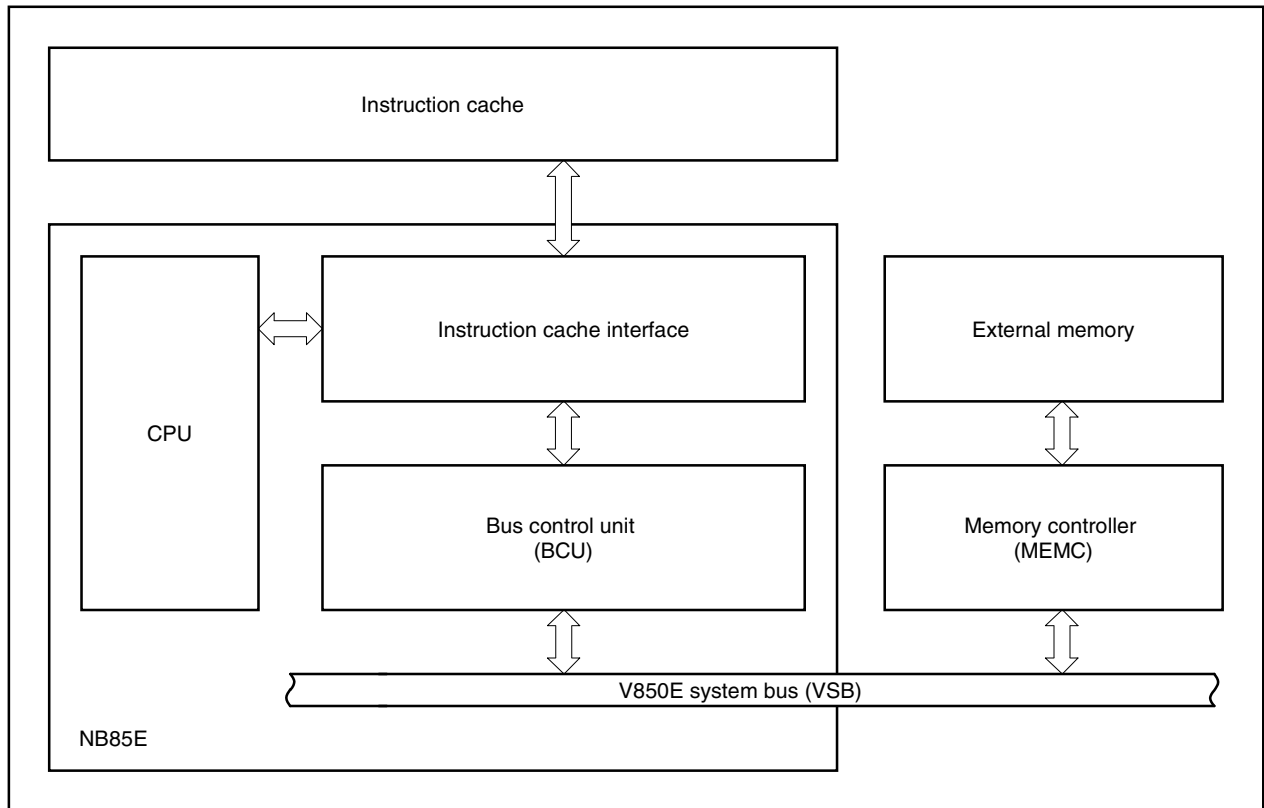 Instruction cache
Instruction cache interface
External memory
CPU
Bus control unit
(BCU)
Memory controller
(MEMC)
V850E system bus (VSB)
NB85E